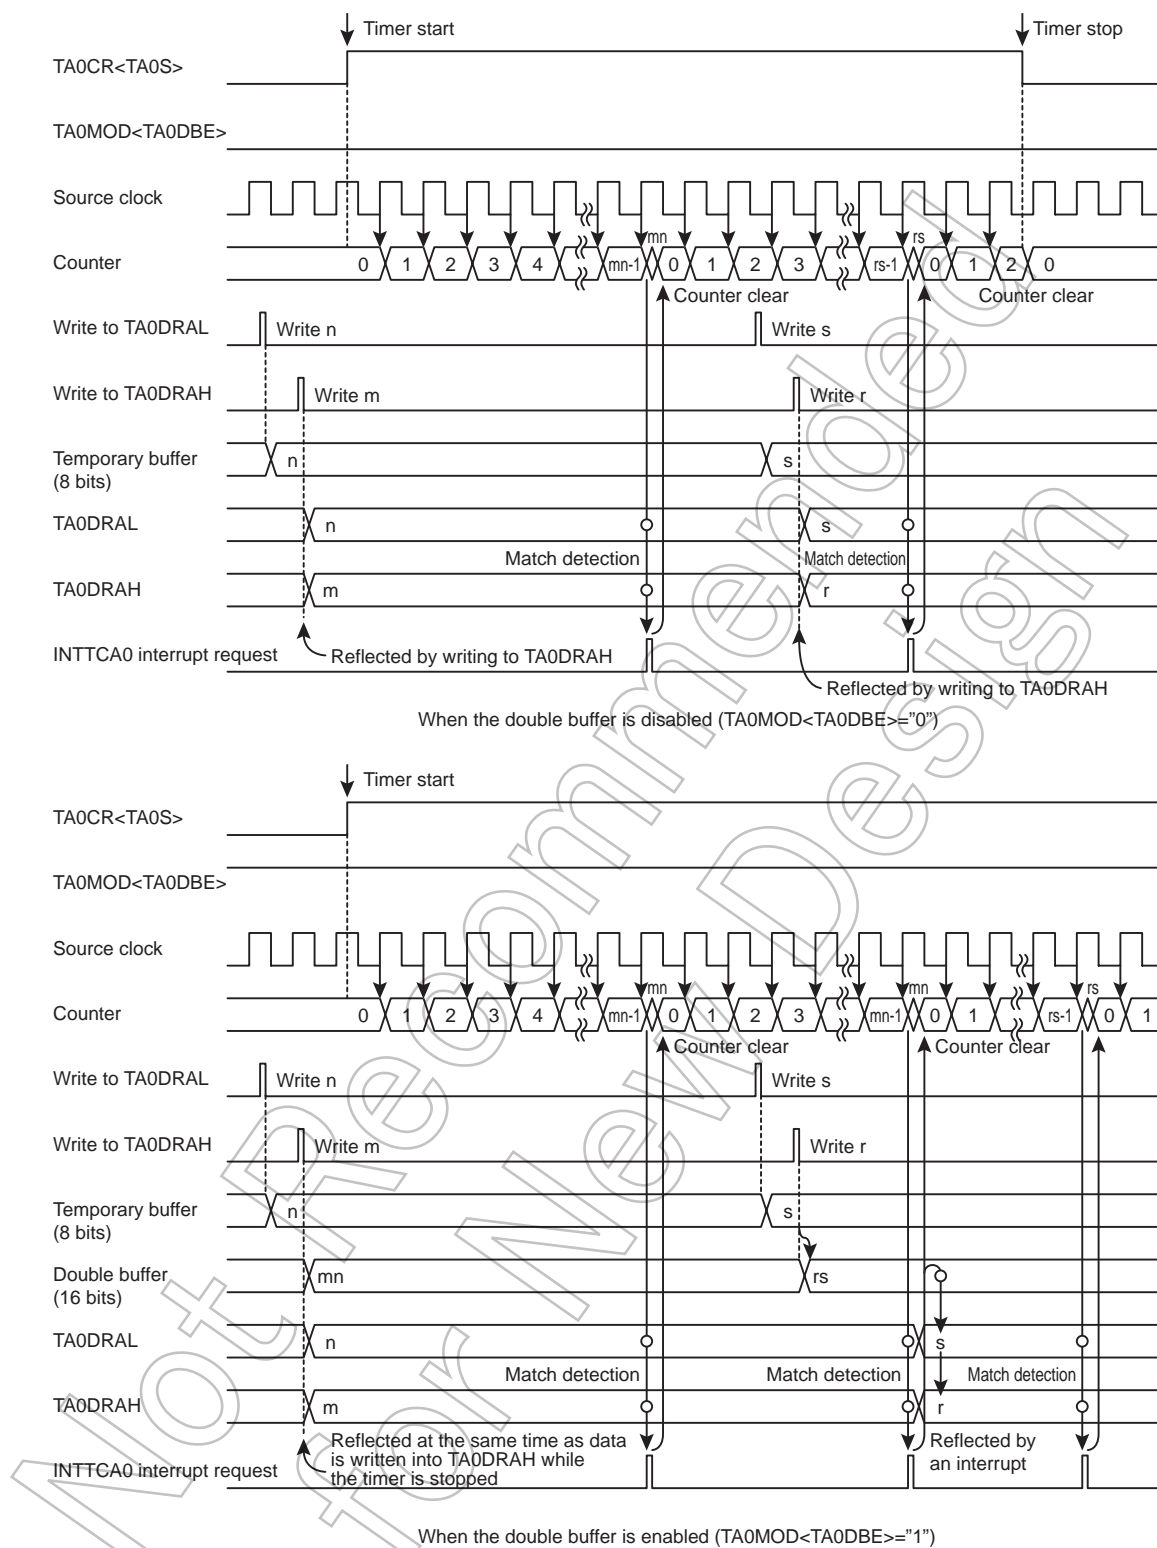 Timer start Timer stop
TA0CR<TA0S>
TA0MOD<TA0DBE>
Source clock
mn rs
Counter 0 1 2 3 4 mn-1 0 1 2 3 rs-1 0 1 2 0
Counter clear Counter clear
Write to TA0DRAL Write n Write s
Write to TA0DRAH Write m Write r
Temporary buffer n s
(8 bits)
TA0DRAL n s
Match detection Match detection
TA0DRAH m r
INTTCA0 interrupt request Reflected by writing to TA0DRAH
Reflected by writing to TA0DRAH
When the double buffer is disabled (TA0MOD<TA0DBE>=”0”)
Timer start
TA0CR<TA0S>
TA0MOD<TA0DBE>
Source clock
mn mn rs
Counter 0 1 2 3 4 mn-1 0 1 2 3 mn-1 0 1 rs-1 0 1
Counter clear Counter clear
Write to TA0DRAL Write n Write s
Write to TA0DRAH Write m Write r
Temporary buffer n s
(8 bits)
Double buffer mn rs
(16 bits)
TA0DRAL n s
Match detection Match detection Match detection
TA0DRAH m r
Reflected at the same time as data Reflected by
is written into TA0DRAH while an interrupt
INTTCA0 interrupt request the timer is stopped
When the double buffer is enabled (TA0MOD<TA0DBE>=”1”)
Not Recommended
for New Design